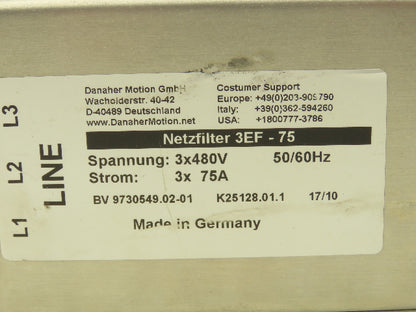 Danaher Motion GmbH
Wacholderstr. 40-42
D-40489 Deutschland
www.DanaherMotion.net
Costumer Support
Europe: +49(0)203-909790
Italy: +39(0)362-594260
USA: +1800777-3786
Netzfilter 3EF - 75
Spannung: 3x480V 50/60Hz
Strom: 3x 75A
BV 9730549.02-01 K25128.01.1 17/10
Made in Germany
LINE
L1 L2 L3